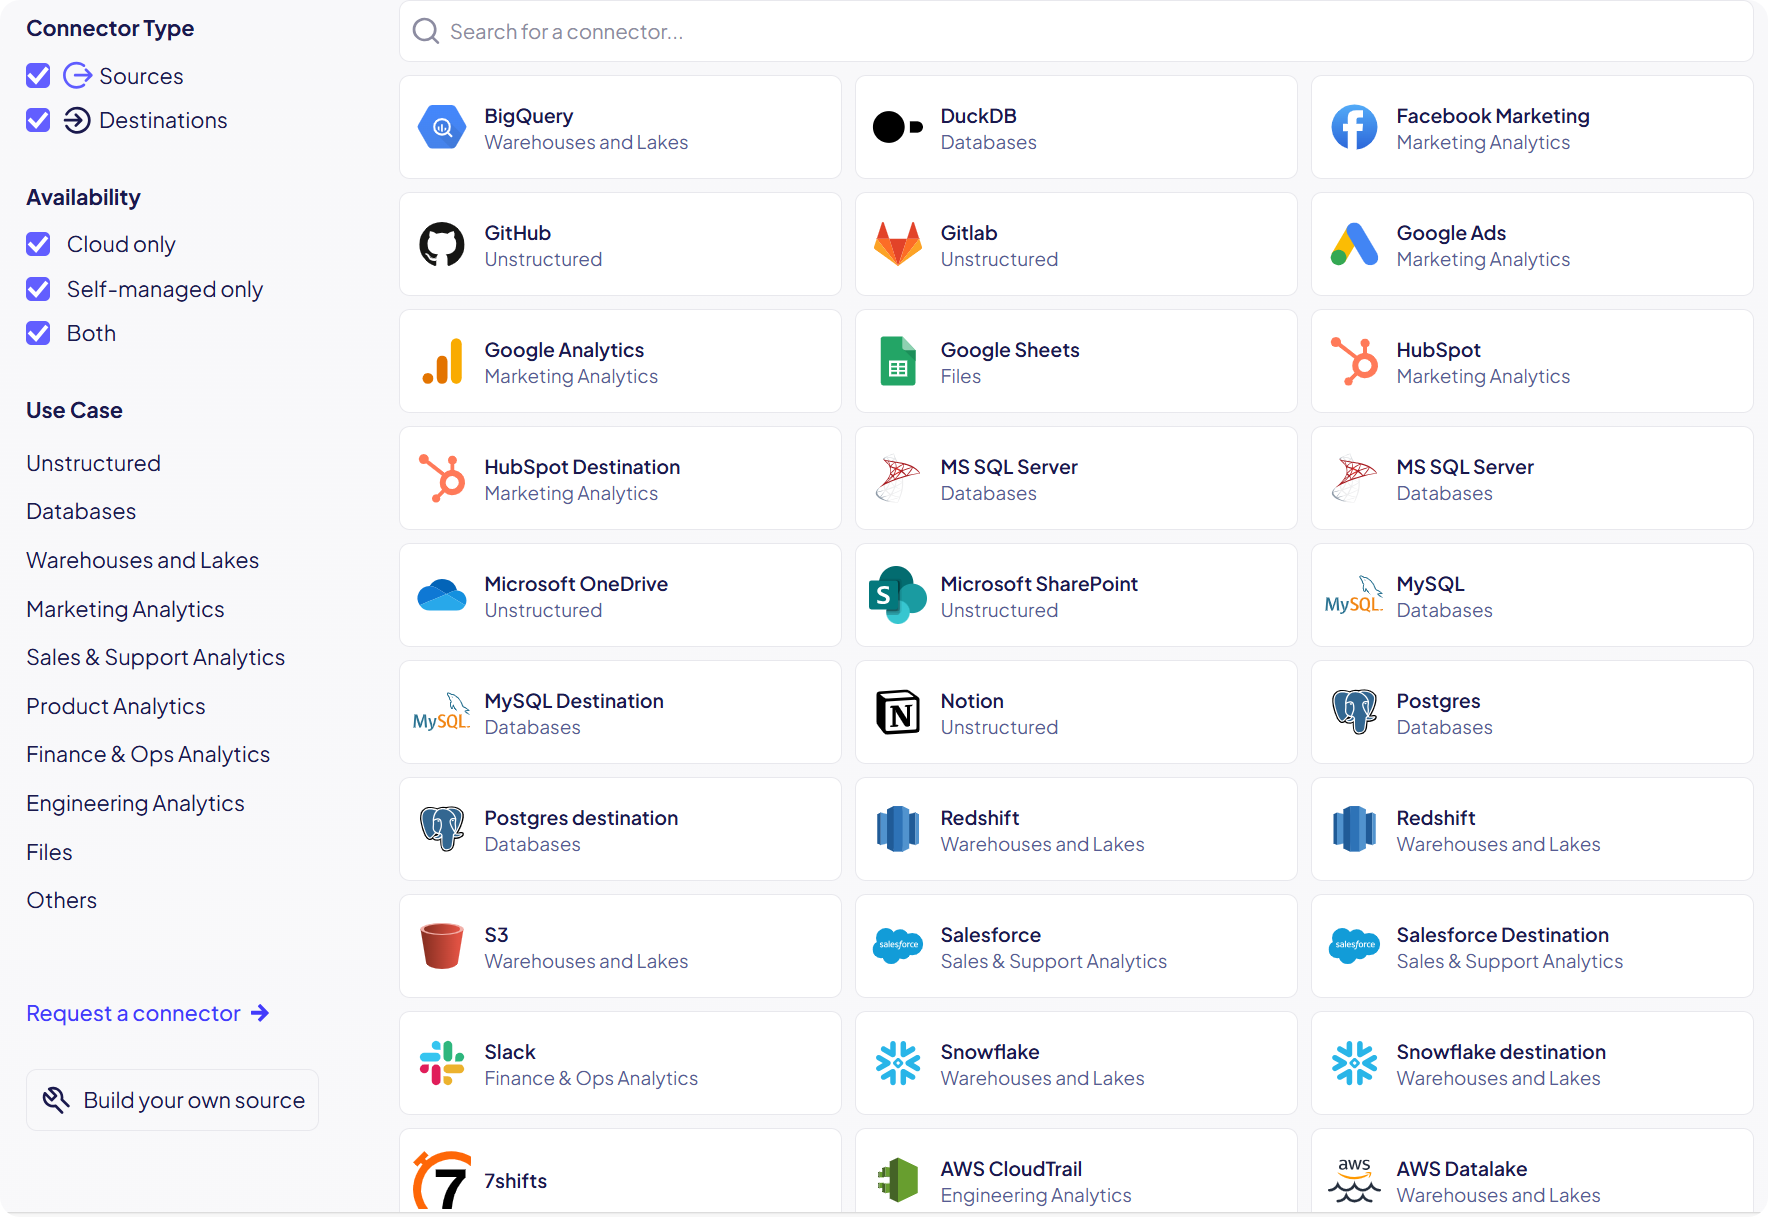 Connector Type
Sources
Destinations
Availability
Cloud only
Self-managed only
Both
Use Case
Unstructured
Databases
Warehouses and Lakes
Marketing Analytics
Sales & Support Analytics
Product Analytics
Finance & Ops Analytics
Engineering Analytics
Files
Others
Request a connector
Build your own source
Search for a connector...
BigQuery
Warehouses and Lakes
DuckDB
Databases
Facebook Marketing
Marketing Analytics
GitHub
Unstructured
Gitlab
Unstructured
Google Ads
Marketing Analytics
Google Analytics
Marketing Analytics
Google Sheets
Files
HubSpot
Marketing Analytics
HubSpot Destination
Marketing Analytics
MS SQL Server
Databases
MS SQL Server
Databases
Microsoft OneDrive
Unstructured
S
Microsoft SharePoint
Unstructured
MySQL
MySQL
Databases
MySQL
MySQL Destination
Databases
N
Notion
Unstructured
Postgres
Databases
Postgres destination
Databases
Redshift
Warehouses and Lakes
Redshift
Warehouses and Lakes
S3
Warehouses and Lakes
salesforce
Salesforce
Sales & Support Analytics
salesforce
Salesforce Destination
Sales & Support Analytics
Slack
Finance & Ops Analytics
Snowflake
Warehouses and Lakes
Snowflake destination
Warehouses and Lakes
7
7shifts
AWS CloudTrail
Engineering Analytics
aws
AWS Datalake
Warehouses and Lakes